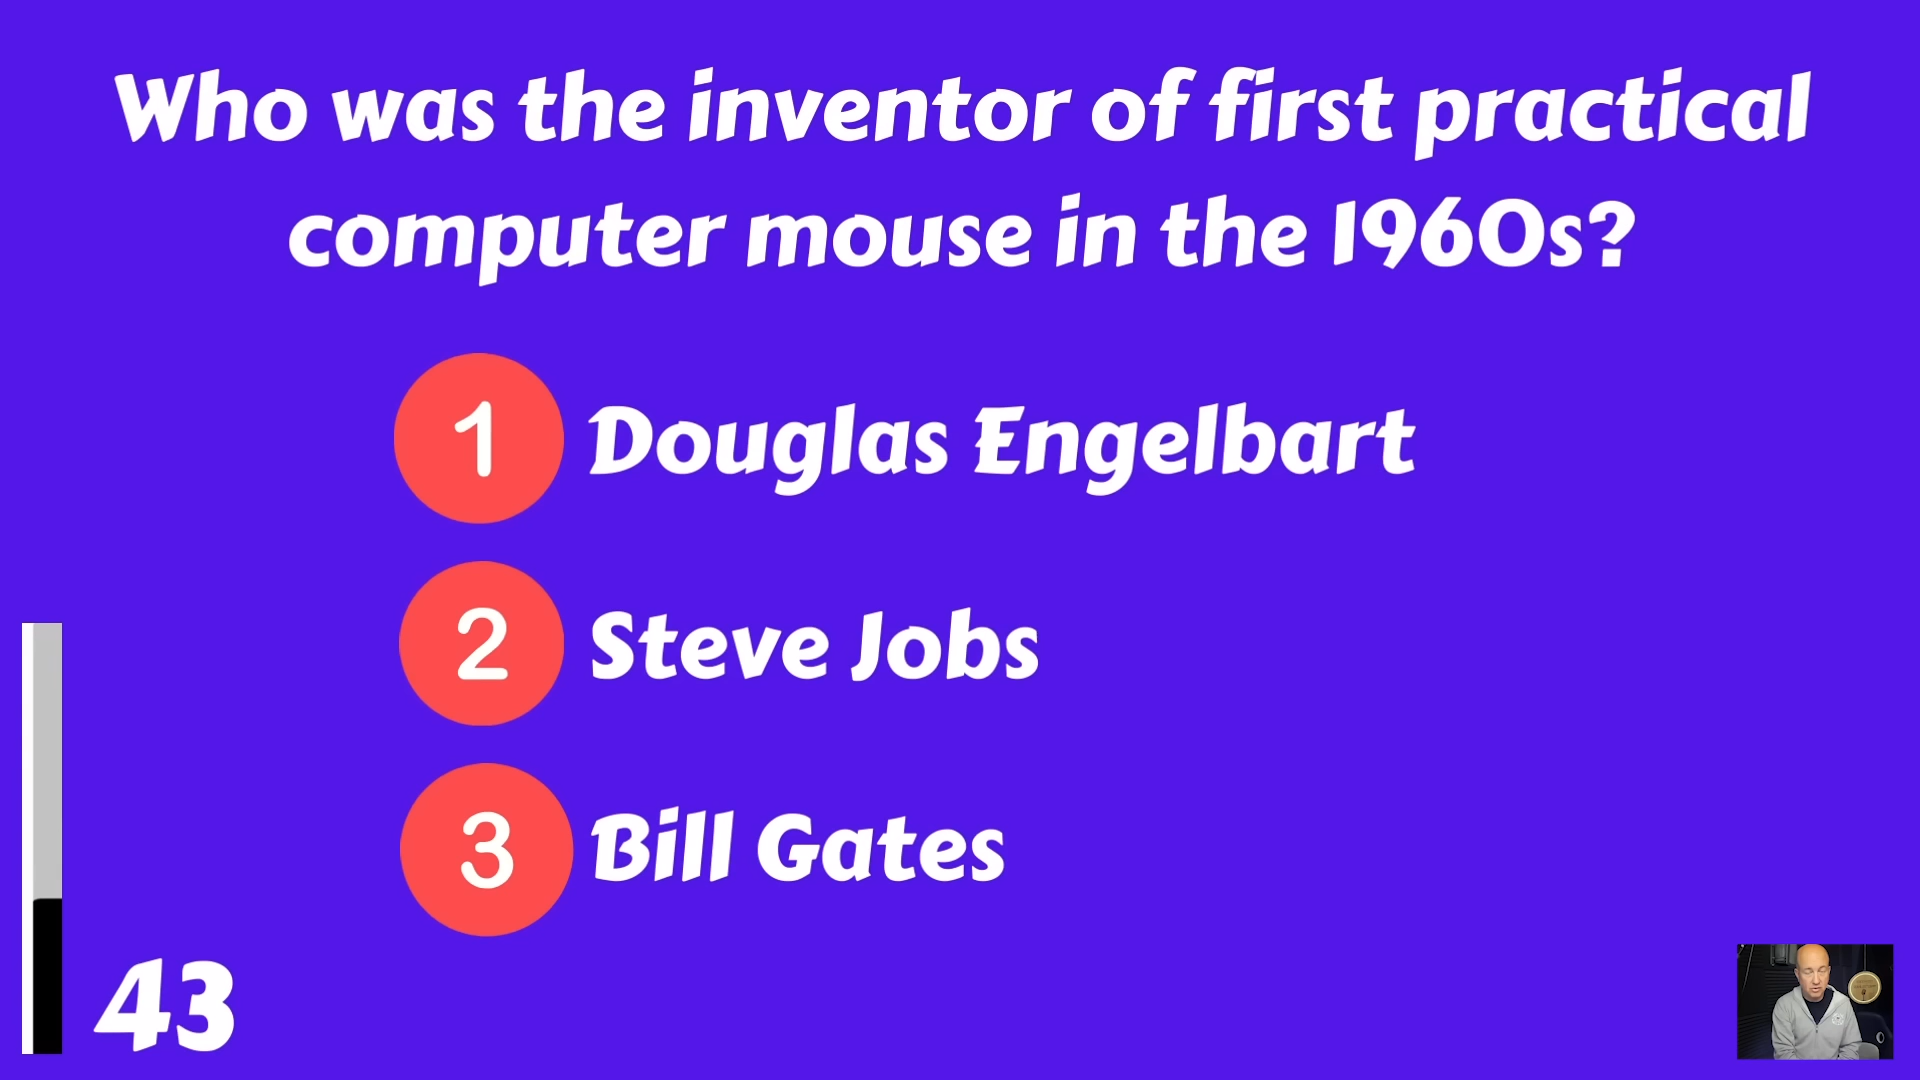 Who was the inventor of first practical
computer mouse in the 1960s?
1 Douglas Engelbart
2 Steve Jobs
3 Bill Gates
43